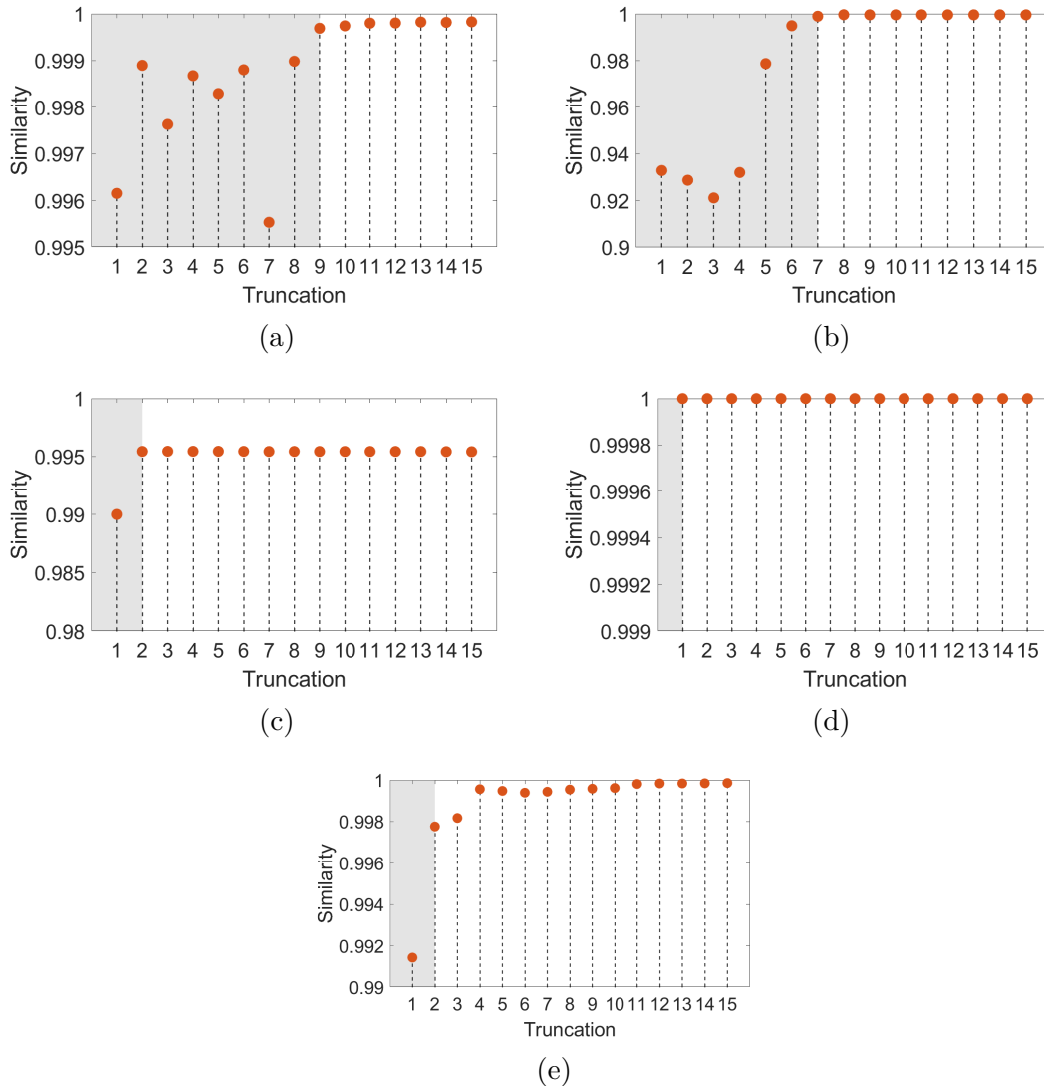 1
0.999
0.998
0.997
0.996
0.995
Similarity
1 2 3 4 5 6 7 8 9 10 11 12 13 14 15
Truncation
(a)
1
0.98
0.96
0.94
0.92
0.9
Similarity
1 2 3 4 5 6 7 8 9 10 11 12 13 14 15
Truncation
(b)
1
0.995
0.99
0.985
0.98
Similarity
1 2 3 4 5 6 7 8 9 10 11 12 13 14 15
Truncation
(c)
1
0.9998
0.9996
0.9994
0.9992
0.999
Similarity
1 2 3 4 5 6 7 8 9 10 11 12 13 14 15
Truncation
(d)
1
0.998
0.996
0.994
0.992
0.99
Similarity
1 2 3 4 5 6 7 8 9 10 11 12 13 14 15
Truncation
(e)